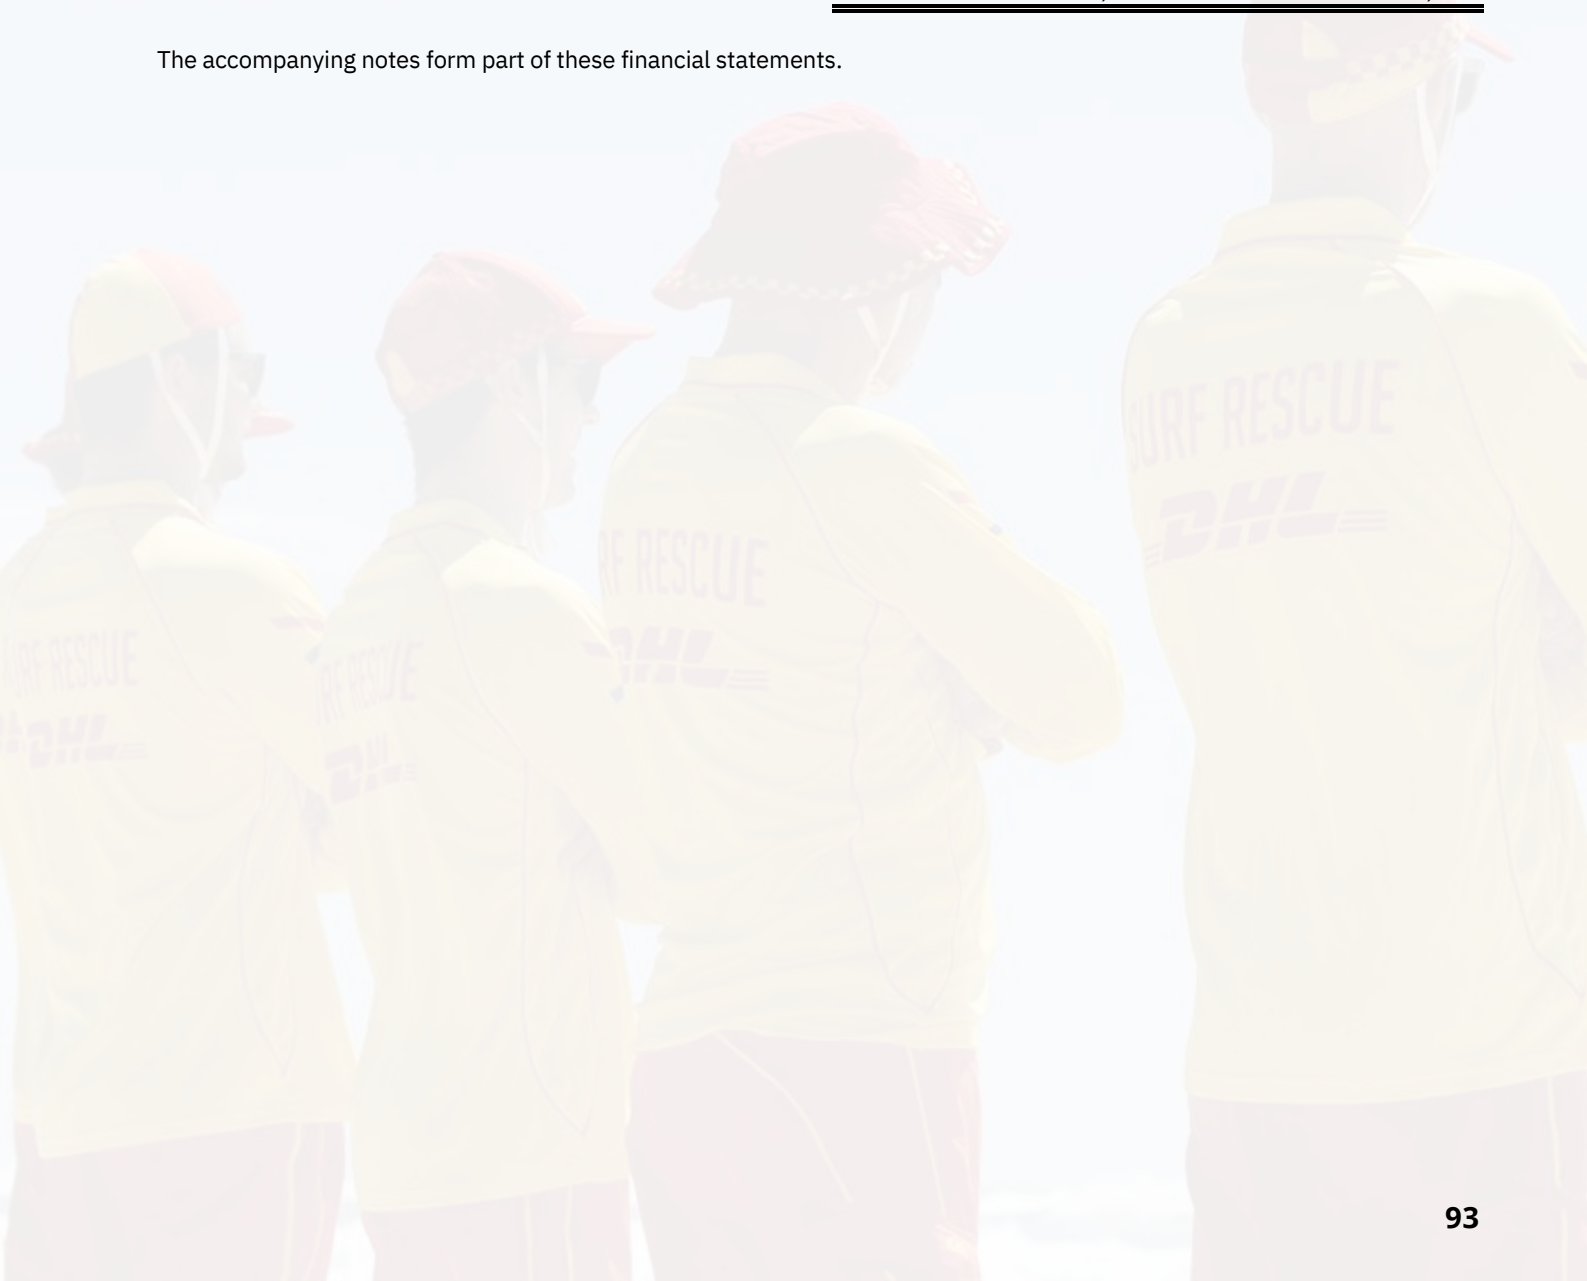 The accompanying notes form part of these financial statements.
SURF RESCUE
DHL
RF RESCUE
DHL
URF RESCUE
DHL
RF RESCUE
DHL
93